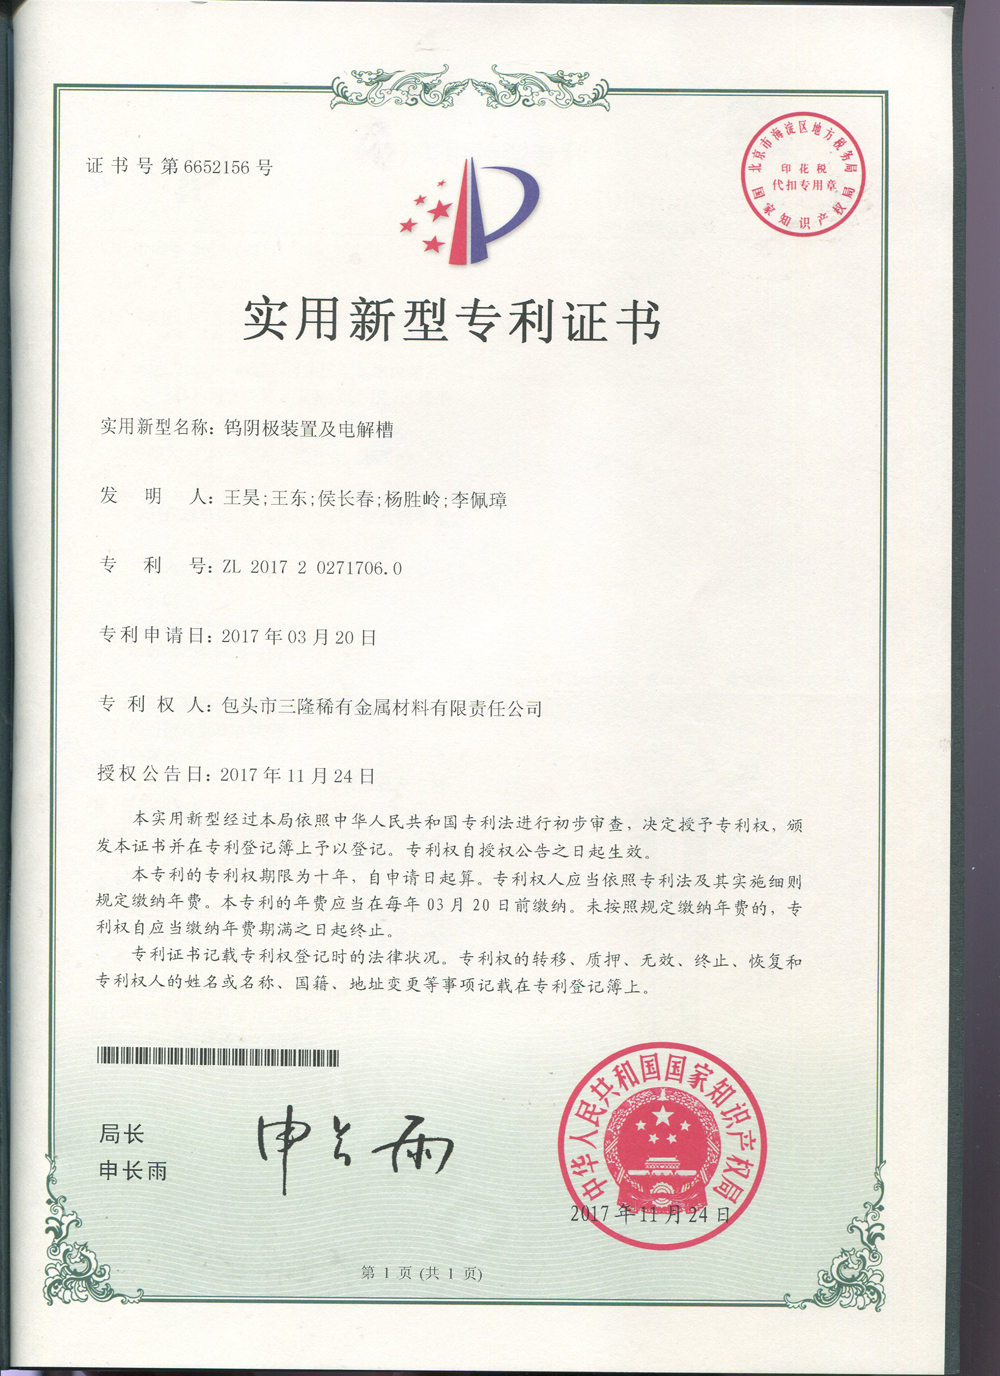 证书号第6652156号
北京市海淀区地方税务局
印花税
代扣专用章
国家知识产权局
实用新型专利证书
实用新型名称：钨阴极装置及电解槽
发明人：王昊;王东;侯长春;杨胜岭;李佩璋
专利号：ZL 2017 2 0271706.0
专利申请日：2017年03月20日
专利权人：包头市三隆稀有金属材料有限责任公司
授权公告日：2017年11月24日
本实用新型经过本局依照中华人民共和国专利法进行初步审查，决定授予专利权，颁
发本证书并在专利登记簿上予以登记。专利权自授权公告之日起生效。
本专利的专利权期限为十年，自申请日起算。专利权人应当依照专利法及其实施细则
规定缴纳年费。本专利的年费应当在每年03月20日前缴纳。未按照规定缴纳年费的，专
利权自应当缴纳年费期满之日起终止。
专利证书记载专利权登记时的法律状况。专利权的转移、质押、无效、终止、恢复和
专利权人的姓名或名称、国籍、地址变更等事项记载在专利登记簿上。
局长
申长雨
申长雨
中华人民共和国国家知识产权局
2017年11月24日
第1页(共1页)